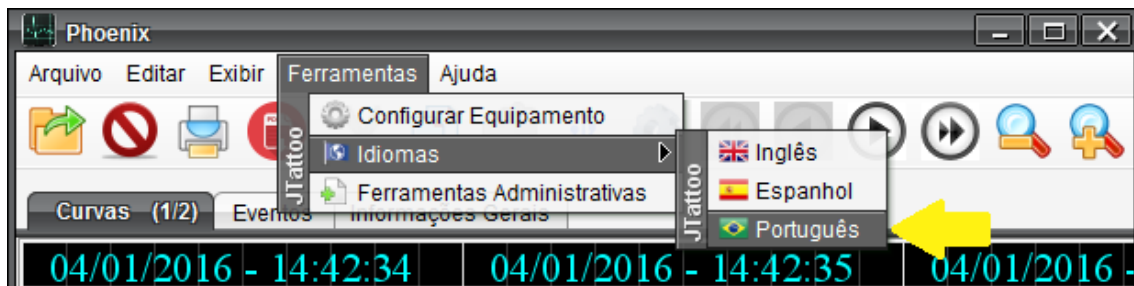 Phoenix
Arquivo Editar Exibir Ferramentas Ajuda
JTattoo
Configurar Equipamento
Idiomas
Ferramentas Administrativas
JTattoo
Inglês
Espanhol
Português
Curvas (1/2) Eventos Informações Gerais
04/01/2016 - 14:42:34 04/01/2016 - 14:42:35 04/01/2016 -